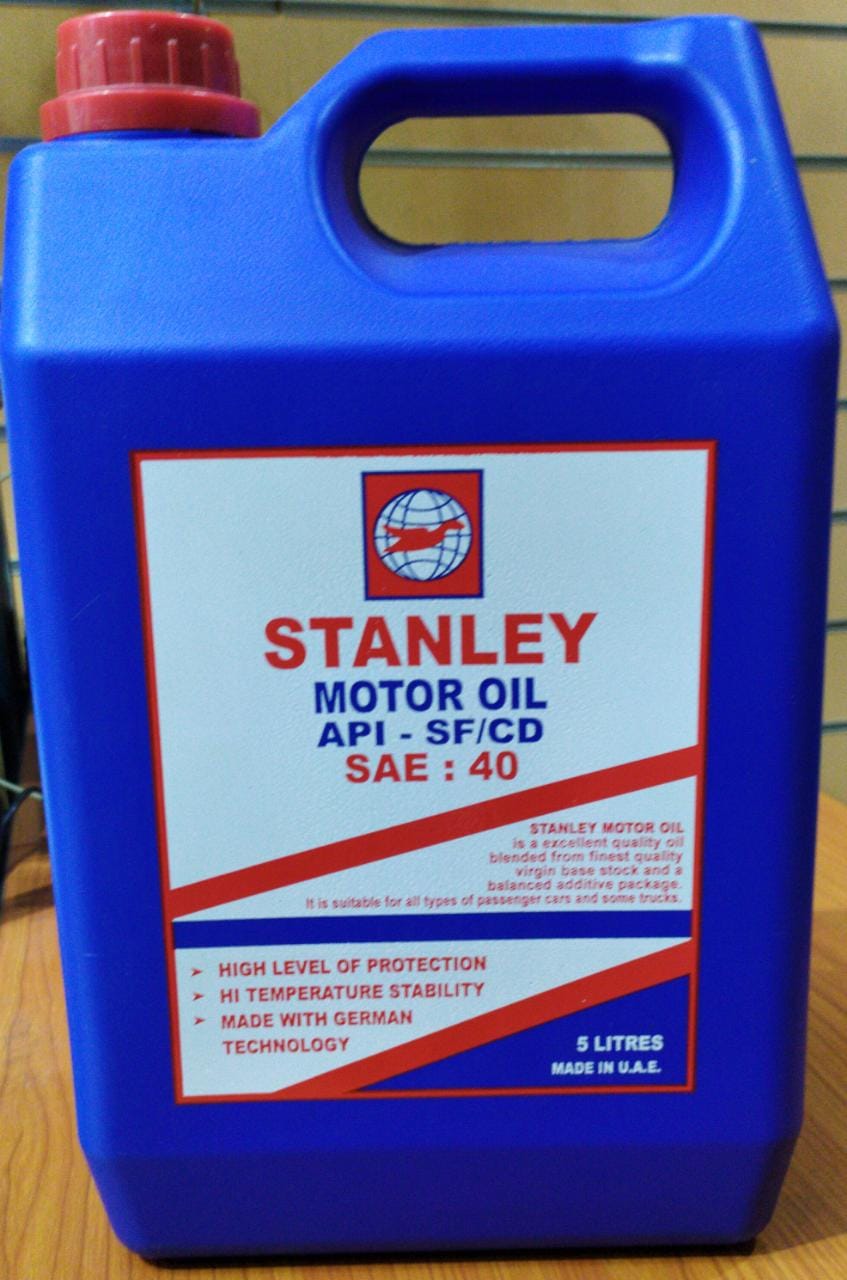 STANLEY
MOTOR OIL
API - SF/CD
SAE : 40
STANLEY MOTOR OIL
is a excellent quality oil
blended from finest quality
virgin base stock and a
balanced additive package.
It is suitable for all types of passenger cars and some trucks.
➢ HIGH LEVEL OF PROTECTION
➢ HI TEMPERATURE STABILITY
➢ MADE WITH GERMAN
TECHNOLOGY
5 LITRES
MADE IN U.A.E.